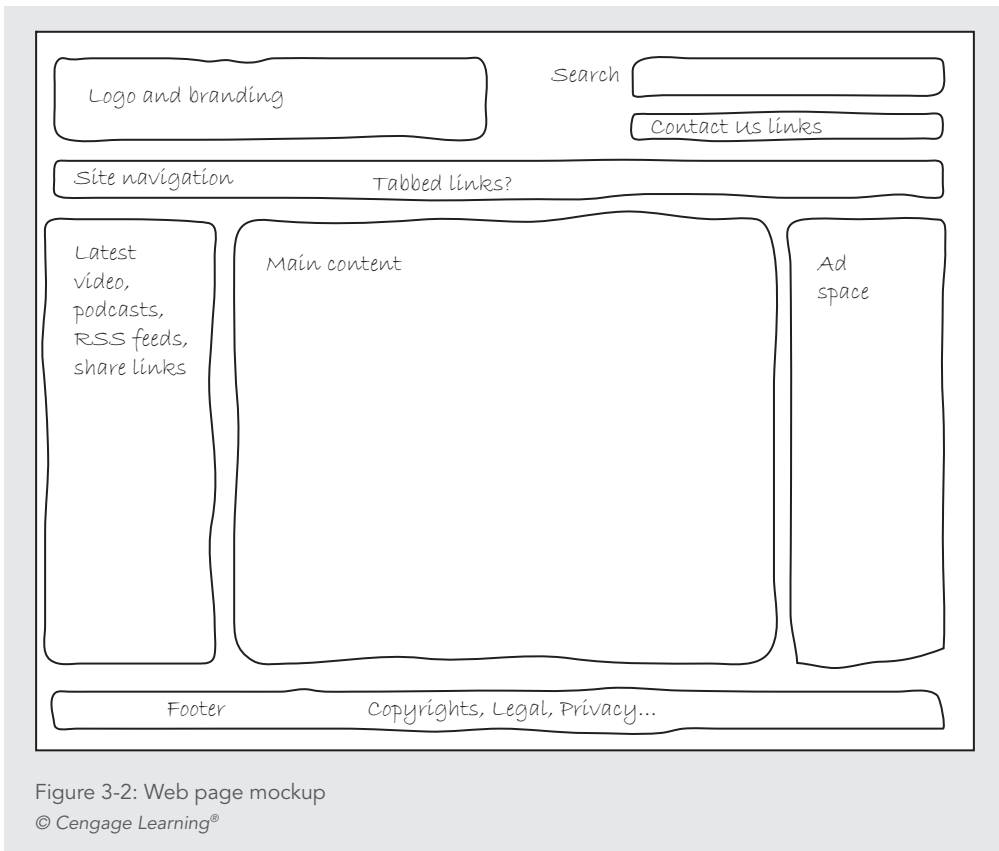 Logo and branding
Search
Contact Us links
Site navigation
Tabbed links?
Latest
video,
podcasts,
RSS feeds,
share links
Main content
Ad
space
Footer
Copyrights, Legal, Privacy...
Figure 3-2: Web page mockup
© Cengage Learning®